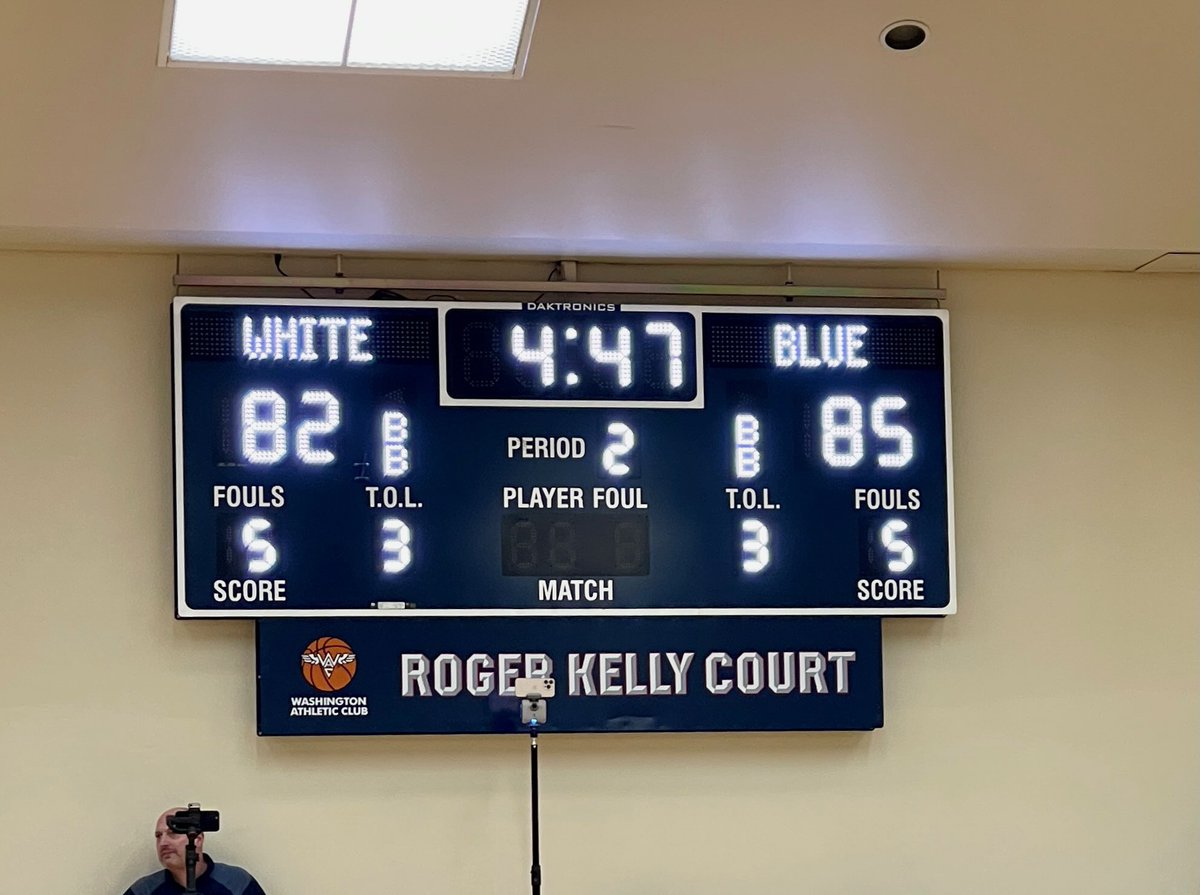 DAKTRONICS
WHITE 4:47 BLUE
82 B B PERIOD 2 B B 85
FOULS T.O.L. PLAYER FOUL T.O.L. FOULS
5 3 3 5
SCORE MATCH SCORE
WAC
WASHINGTON
ATHLETIC CLUB
ROGER KELLY COURT